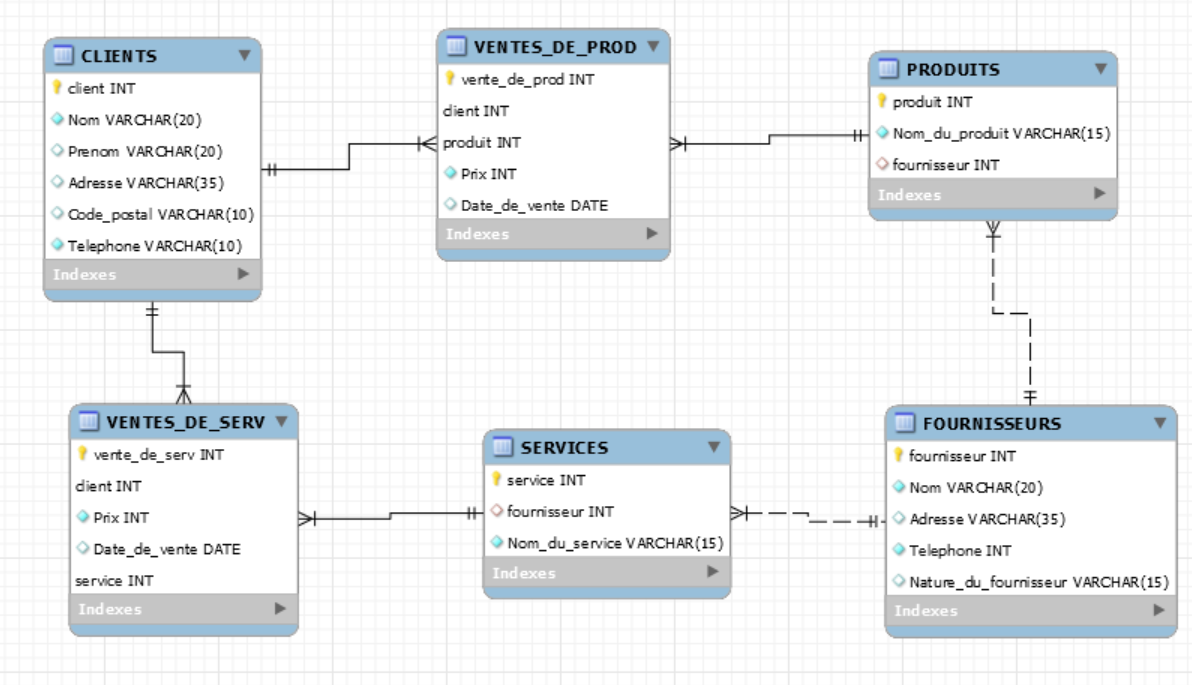 CLIENTS
client INT
Nom VARCHAR(20)
Prenom VARCHAR(20)
Adresse VARCHAR(35)
Code_postal VARCHAR(10)
Telephone VARCHAR(10)
Indexes
VENTES_DE_PROD
vente_de_prod INT
client INT
produit INT
Prix INT
Date_de_vente DATE
Indexes
PRODUITS
produit INT
Nom_du_produit VARCHAR(15)
fournisseur INT
Indexes
VENTES_DE_SERV
vente_de_serv INT
client INT
Prix INT
Date_de_vente DATE
service INT
Indexes
SERVICES
service INT
fournisseur INT
Nom_du_service VARCHAR(15)
Indexes
FOURNISSEURS
fournisseur INT
Nom VARCHAR(20)
Adresse VARCHAR(35)
Telephone INT
Nature_du_fournisseur VARCHAR(15)
Indexes